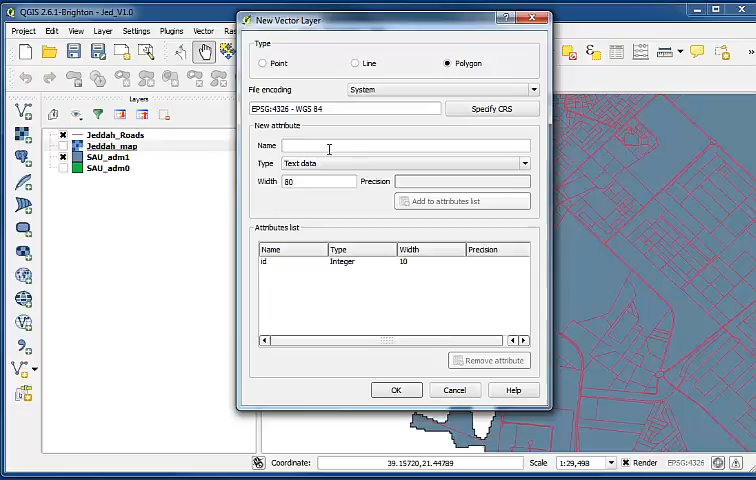 QGIS 2.6.1-Brighton - Jed_V1.0
Project Edit View Layer Settings Plugins Vector
Layers
Jeddah_Roads
Jeddah_map
SAU_adm1
SAU_adm0
New Vector Layer
Type
Point Line Polygon
File encoding System
EPSG:4326 - WGS 84 Specify CRS
New attribute
Name
Type Text data
Width 80 Precision
Add to attributes list
Attributes list
Name Type Width Precision
id Integer 10
Remove attribute
OK Cancel Help
Coordinate: 39.15720,21.44789 Scale 1:29,498 Render EPSG:4326